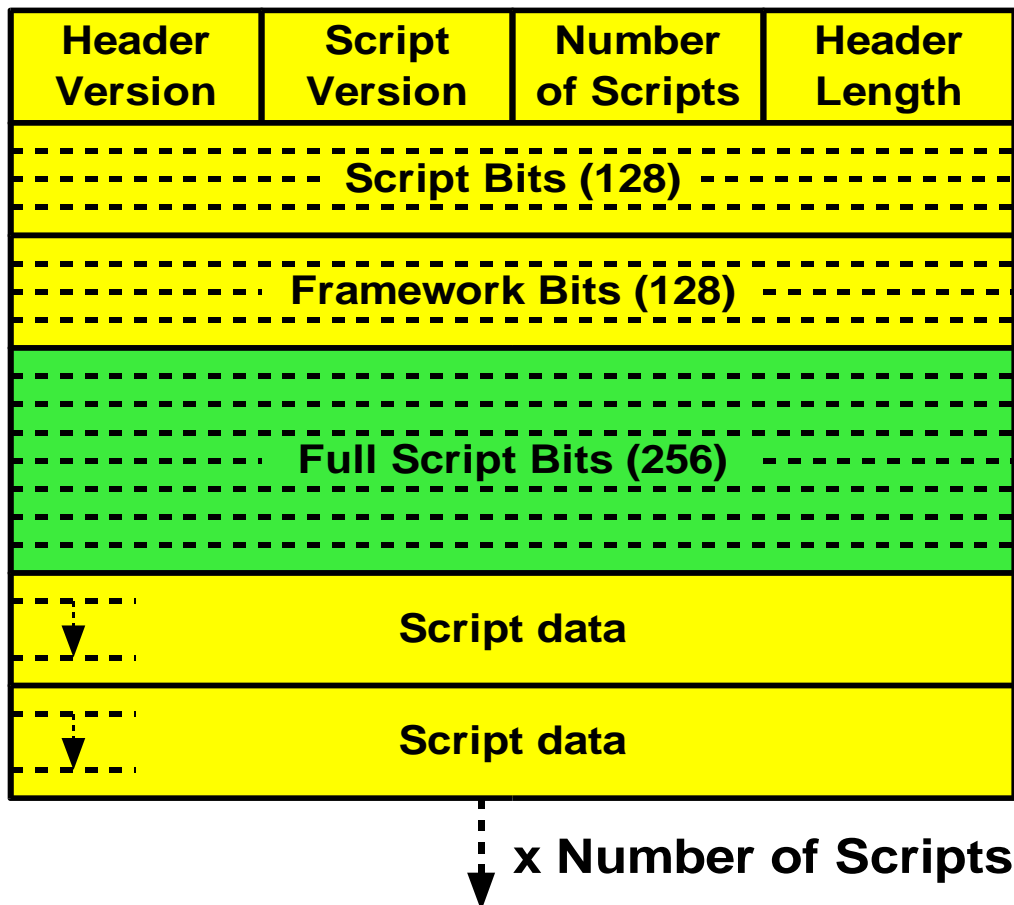 Header Version
Script Version
Number of Scripts
Header Length
Script Bits (128)
Framework Bits (128)
Full Script Bits (256)
Script data
Script data
x Number of Scripts